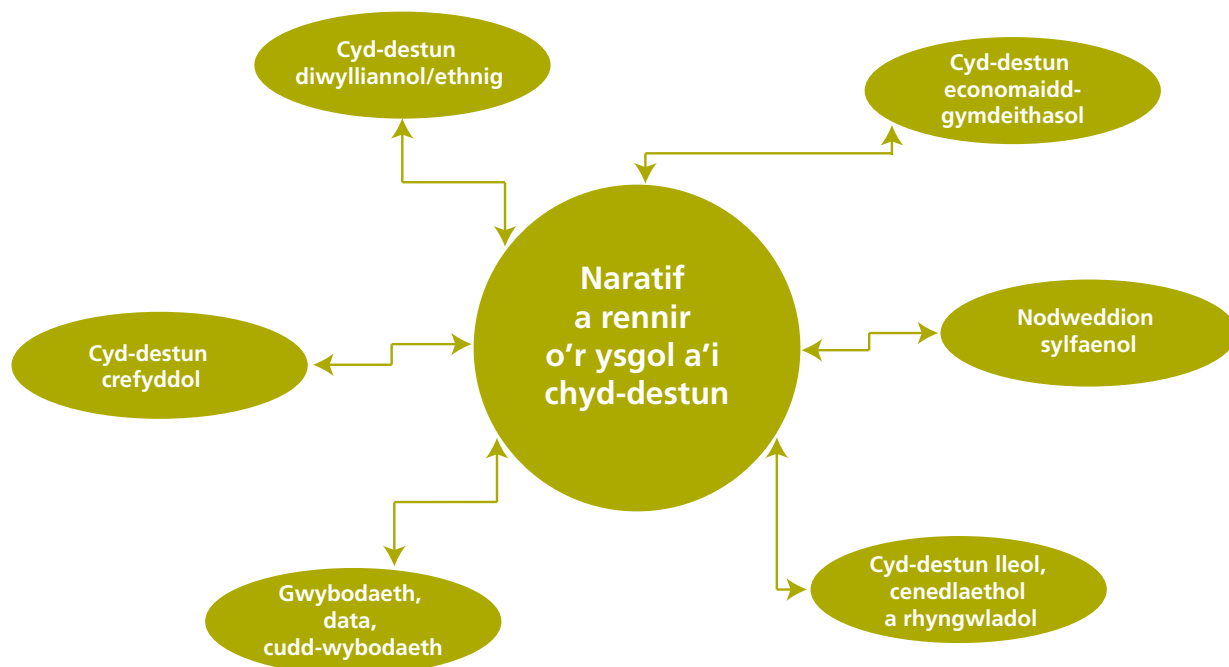 Cyd-destun
diwylliannol/ethnig
Cyd-destun
economaidd-
gymdeithasol
Naratif
a rennir
o'r ysgol a'i
chyd-destun
Nodweddion
sylfaenol
Cyd-destun
crefyddol
Cyd-destun lleol,
cenedlaethol
a rhyngwladol
Gwybodaeth,
data,
cudd-wybodaeth